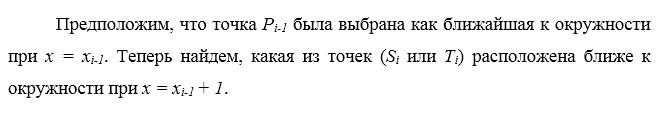 Предположим, что точка Pi-1 была выбрана как ближайшая к окружности
при x = xi-1. Теперь найдем, какая из точек (Si или Ti) расположена ближе к
окружности при x = xi-1 + 1.